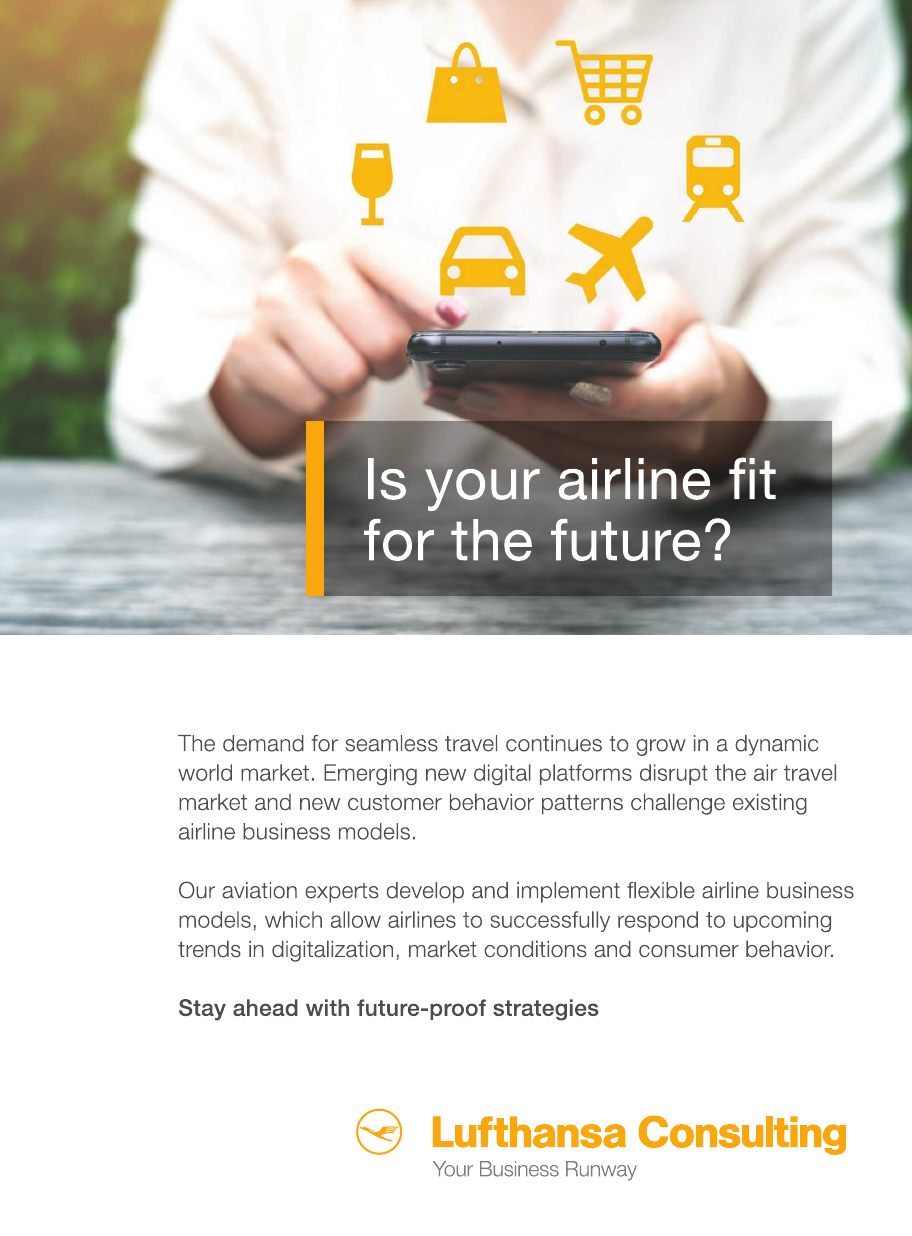 Is your airline fit
for the future?
The demand for seamless travel continues to grow in a dynamic
world market. Emerging new digital platforms disrupt the air travel
market and new customer behavior patterns challenge existing
airline business models.
Our aviation experts develop and implement flexible airline business
models, which allow airlines to successfully respond to upcoming
trends in digitalization, market conditions and consumer behavior.
Stay ahead with future-proof strategies
Lufthansa Consulting
Your Business Runway